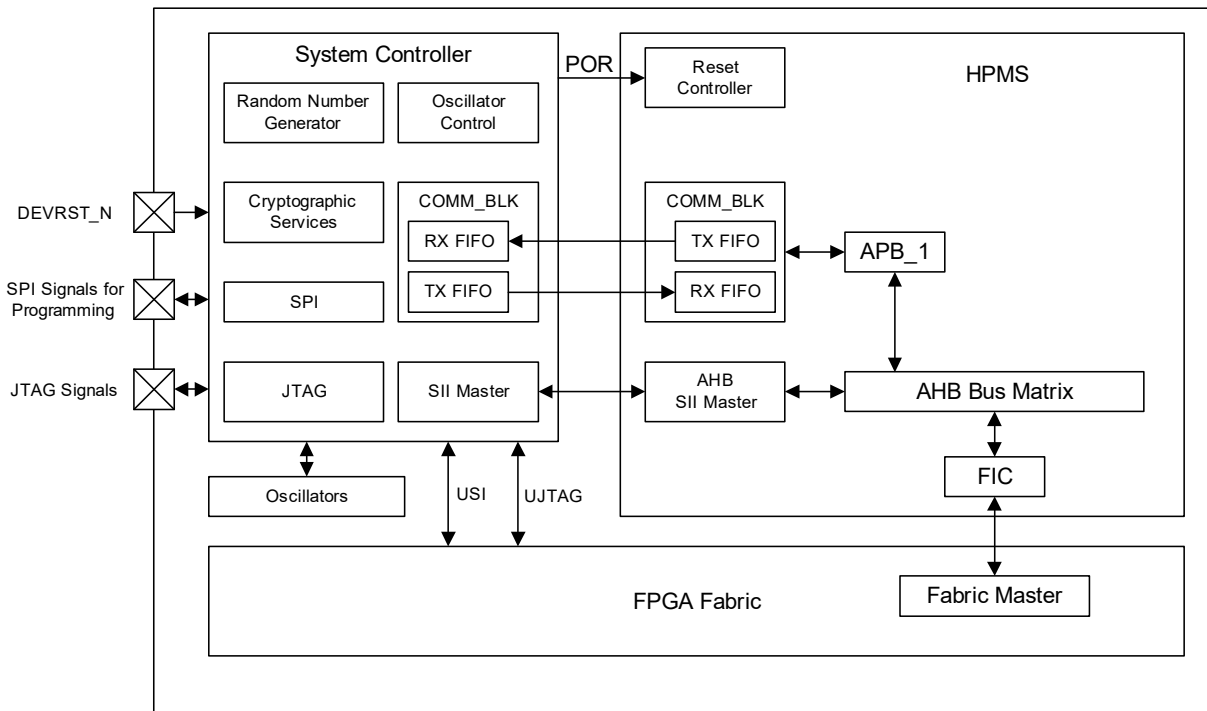 System Controller
POR
Reset
Controller
HPMS
Random Number
Generator
Oscillator
Control
DEVRST_N
Cryptographic
Services
COMM_BLK
RX FIFO
TX FIFO
COMM_BLK
TX FIFO
RX FIFO
APB_1
SPI Signals for
Programming
SPI
JTAG Signals
JTAG
SII Master
AHB
SII Master
AHB Bus Matrix
FIC
Oscillators
USI
UJTAG
FPGA Fabric
Fabric Master